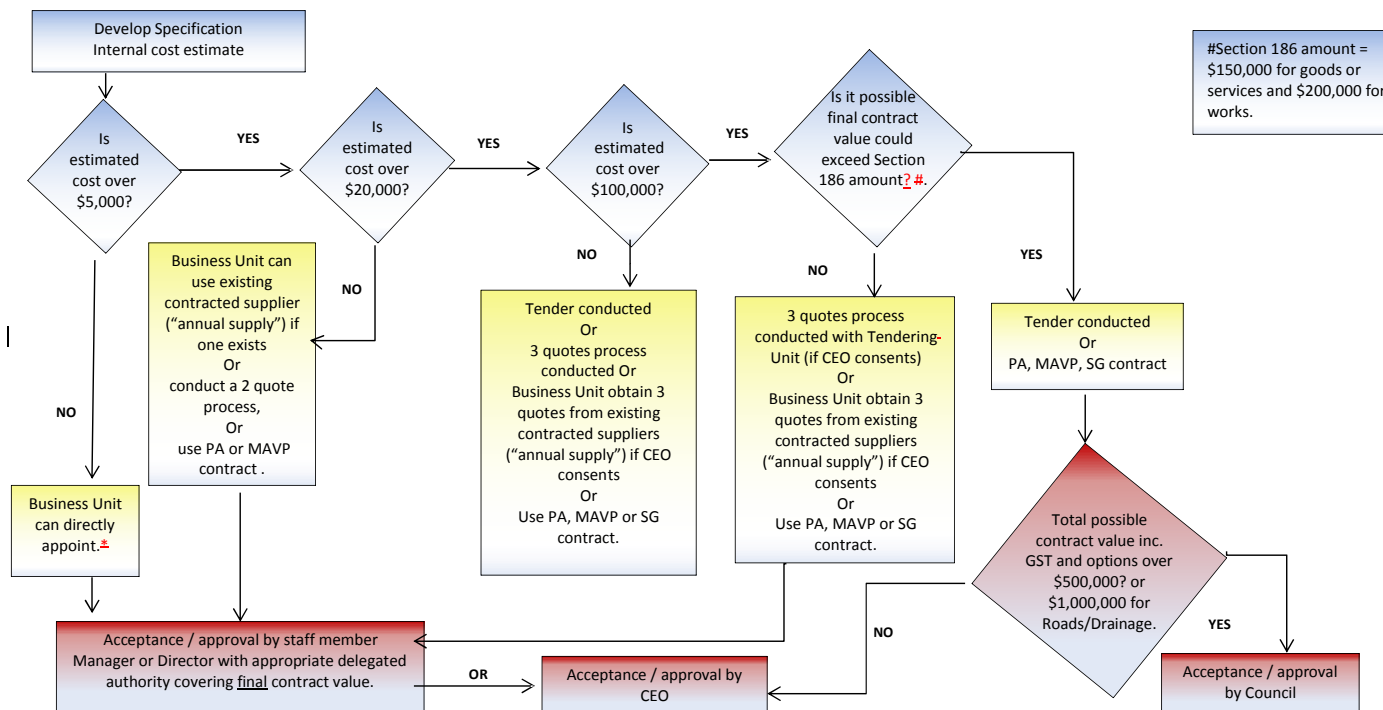 Develop Specification
Internal cost estimate
#Section 186 amount =
$150,000 for goods or
services and $200,000 for
works.
Is
estimated
cost over
$5,000?
YES
Is
estimated
cost over
$20,000?
YES
Is
estimated
cost over
$100,000?
YES
Is it possible
final contract
value could
exceed Section
186 amount? #.
NO
Business Unit can
use existing
contracted supplier
(“annual supply”) if
one exists
Or
conduct a 2 quote
process,
Or
use PA or MAVP
contract .
NO
NO
Tender conducted
Or
3 quotes process
conducted Or
Business Unit obtain 3
quotes from existing
contracted suppliers
(“annual supply”) if CEO
consents
Or
Use PA, MAVP or SG
contract.
NO
3 quotes process
conducted with Tendering-
Unit (if CEO consents)
Or
Business Unit obtain 3
quotes from existing
contracted suppliers
(“annual supply”) if CEO
consents
Or
Use PA, MAVP or SG
contract.
YES
Tender conducted
Or
PA, MAVP, SG contract
Business Unit
can directly
appoint.*
Total possible
contract value inc.
GST and options over
$500,000? or
$1,000,000 for
Roads/Drainage.
NO
YES
Acceptance / approval by staff member
Manager or Director with appropriate delegated
authority covering final contract value.
OR
Acceptance / approval by
CEO
Acceptance / approval
by Council